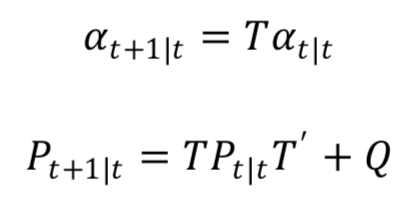 α_{t+1|t} = Tα_{t|t}
P_{t+1|t} = TP_{t|t}T′ + Q